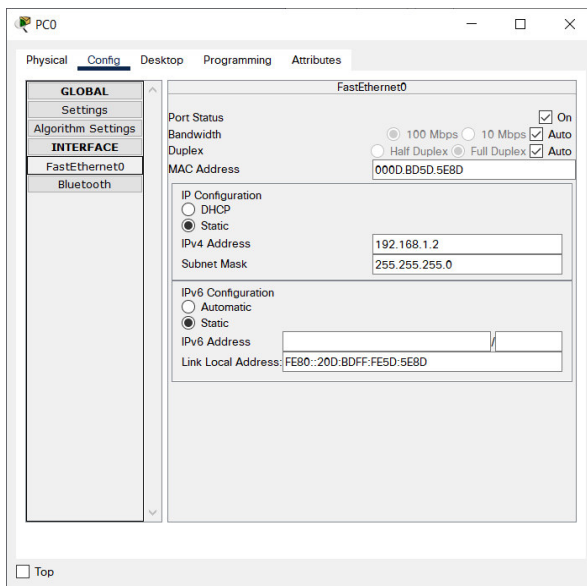 PC0
Physical Config Desktop Programming Attributes
GLOBAL
Settings
Algorithm Settings
INTERFACE
FastEthernet0
Bluetooth
FastEthernet0
Port Status On
Bandwidth 100 Mbps 10 Mbps Auto
Duplex Half Duplex Full Duplex Auto
MAC Address 000D.BD5D.5E8D
IP Configuration
DHCP
Static
IPv4 Address 192.168.1.2
Subnet Mask 255.255.255.0
IPv6 Configuration
Automatic
Static
IPv6 Address /
Link Local Address: FE80::20D:BDFF:FE5D:5E8D
Top